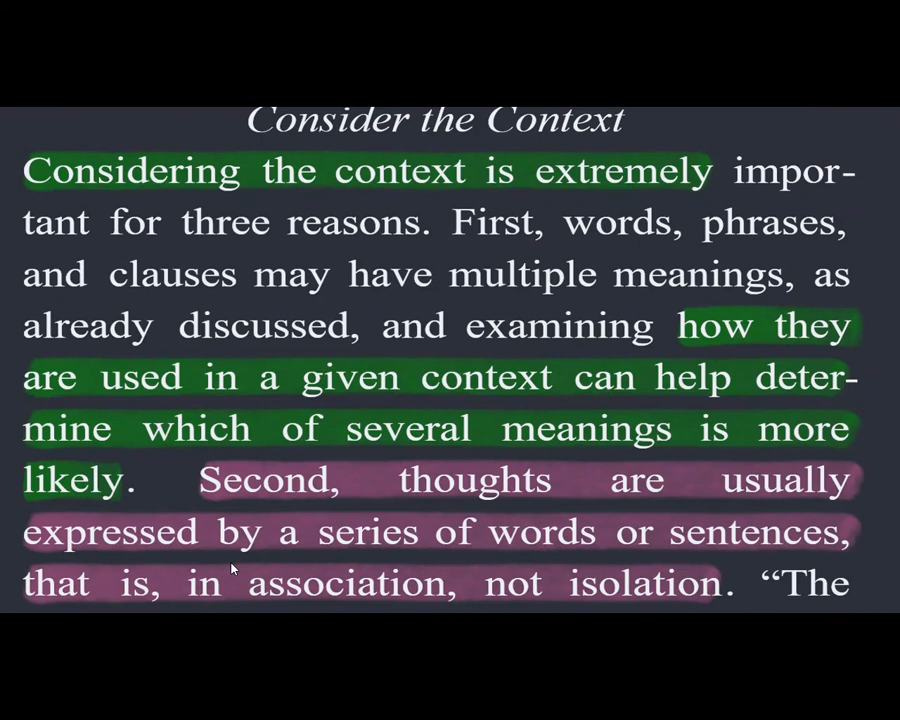 Consider the Context
Considering the context is extremely impor-
tant for three reasons. First, words, phrases,
and clauses may have multiple meanings, as
already discussed, and examining how they
are used in a given context can help deter-
mine which of several meanings is more
likely. Second, thoughts are usually
expressed by a series of words or sentences,
that is, in association, not isolation. “The